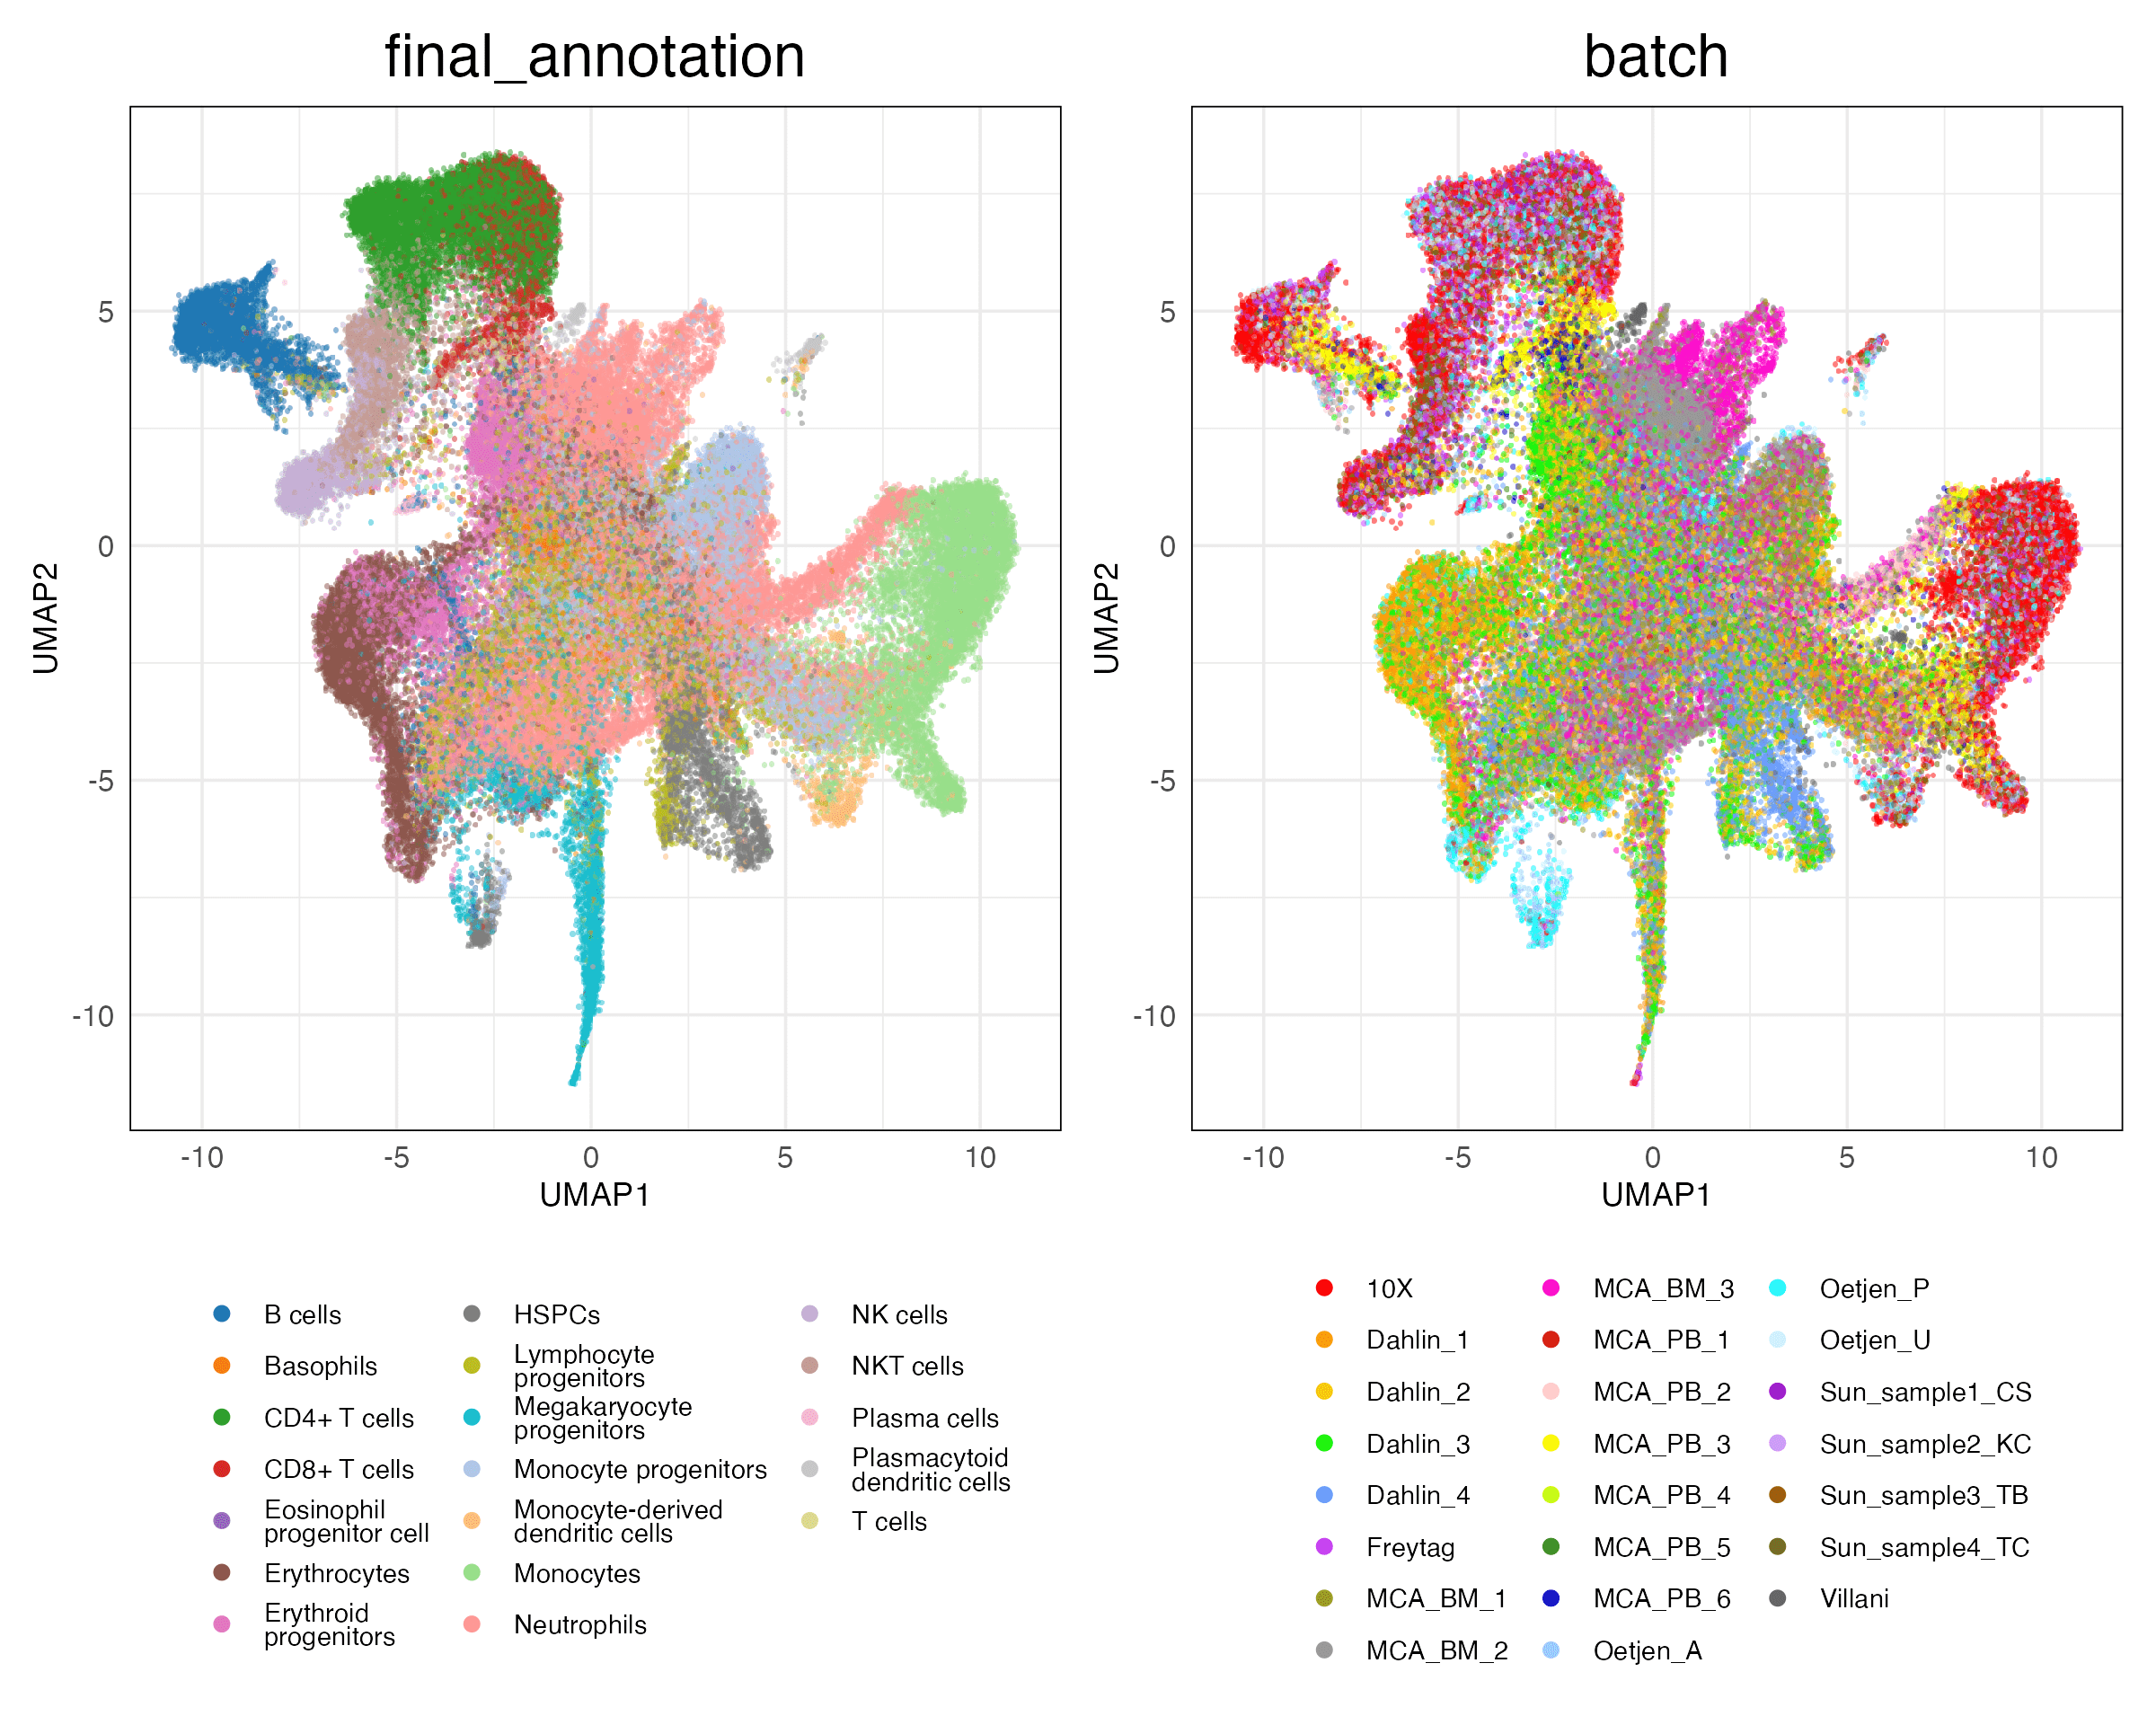 final_annotation
batch
5
0
-5
-10
UMAP2
-10
-5
0
5
10
UMAP1
5
0
-5
-10
UMAP2
-10
-5
0
5
10
UMAP1
B cells
Basophils
CD4+ T cells
CD8+ T cells
Eosinophil
progenitor cell
Erythrocytes
Erythroid
progenitors
HSPCs
Lymphocyte
progenitors
Megakaryocyte
progenitors
Monocyte progenitors
Monocyte-derived
dendritic cells
Monocytes
Neutrophils
NK cells
NKT cells
Plasma cells
Plasmacytoid
dendritic cells
T cells
10X
Dahlin_1
Dahlin_2
Dahlin_3
Dahlin_4
Freytag
MCA_BM_1
MCA_BM_2
MCA_BM_3
MCA_PB_1
MCA_PB_2
MCA_PB_3
MCA_PB_4
MCA_PB_5
MCA_PB_6
Oetjen_A
Oetjen_P
Oetjen_U
Sun_sample1_CS
Sun_sample2_KC
Sun_sample3_TB
Sun_sample4_TC
Villani